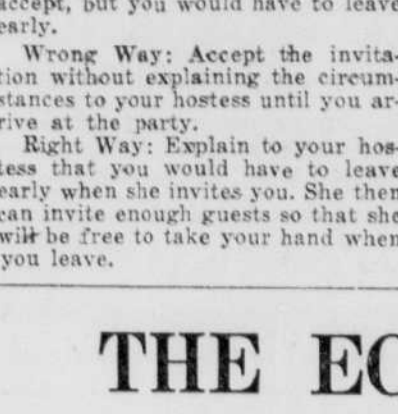 accept, but you would have to leave
early.
Wrong Way: Accept the invita-
tion without explaining the circum-
stances to your hostess until you ar-
rive at the party.
Right Way: Explain to your hos-
tess that you would have to leave
early when she invites you. She then
can invite enough guests so that she
will be free to take your hand when
you leave.
THE EC